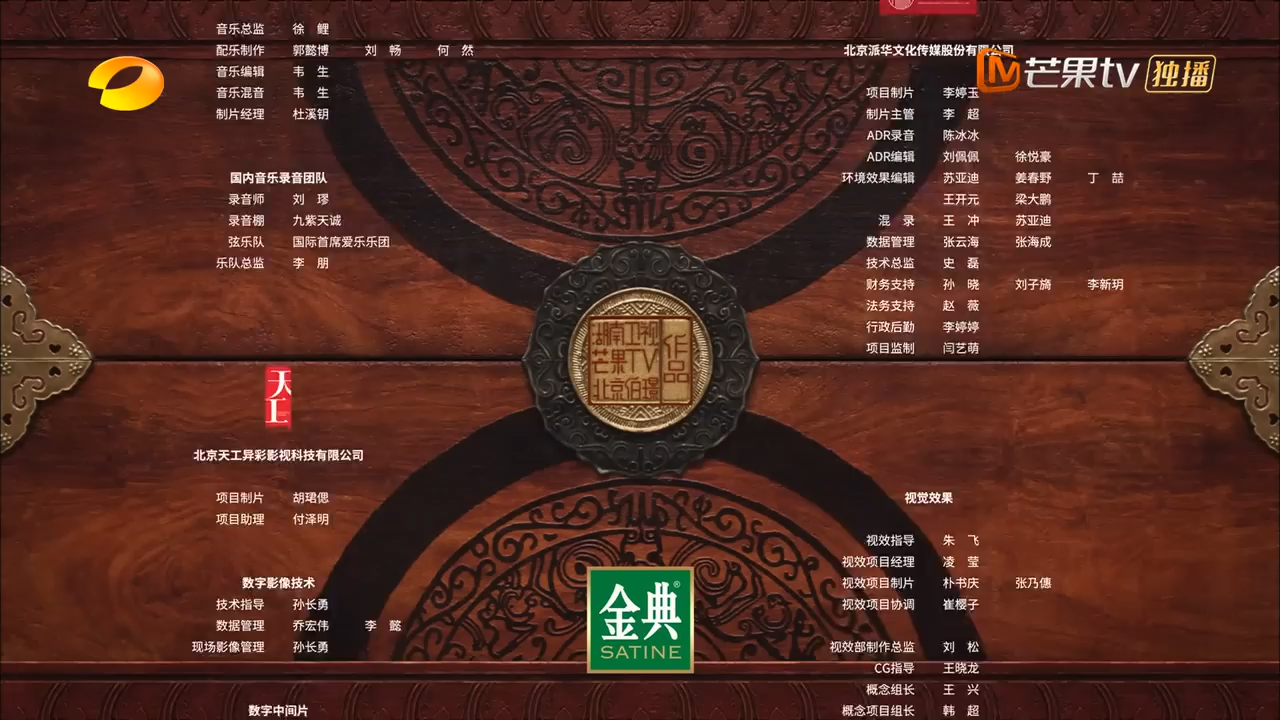 音乐总监 徐 鲤
配乐制作 郭懿博 刘 畅 何 然
音乐编辑 韦 生
音乐混音 韦 生
制片经理 杜溪钥
国内音乐录音团队
录音师 刘 璆
录音棚 九紫天诚
弦乐队 国际首席爱乐乐团
乐队总监 李 朋
天工
北京天工异彩影视科技有限公司
项目制片 胡珺偲
项目助理 付泽明
数字影像技术
技术指导 孙长勇
数据管理 乔宏伟 李 懿
现场影像管理 孙长勇
数字中间片
湖南卫视
芒果TV
北京伯璟
作品
金典
SATINE
北京派华文化传媒股份有限公司
芒果tv 独播
项目制片 李婷玉
制片主管 李 超
ADR录音 陈冰冰
ADR编辑 刘佩佩 徐悦豪
环境效果编辑 苏亚迪 姜春野 丁 喆
王开元 梁大鹏
混 录 王 冲 苏亚迪
数据管理 张云海 张海成
技术总监 史 磊
财务支持 孙 晓 刘子旖 李新玥
法务支持 赵 薇
行政后勤 李婷婷
项目监制 闫艺萌
视觉效果
视效指导 朱 飞
视效项目经理 凌 莹
视效项目制片 朴书庆 张乃僡
视效项目协调 崔樱子
视效部制作总监 刘 松
CG指导 王晓龙
概念组长 王 兴
概念项目组长 韩 超